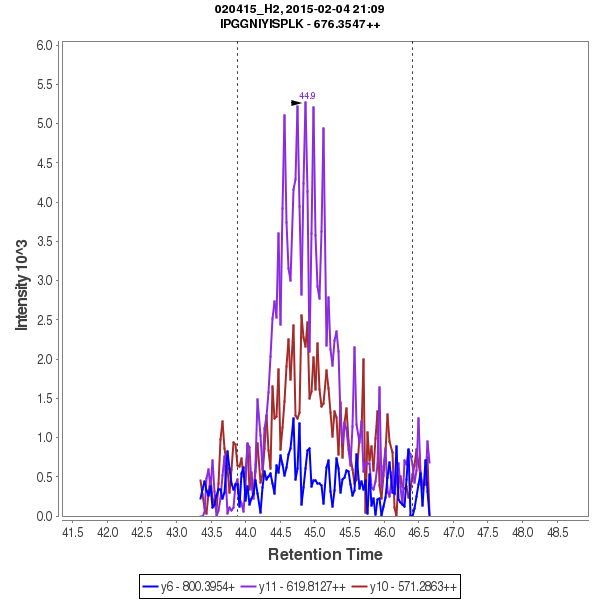 020415_H2, 2015-02-04 21:09
IPGGNIYISPLK - 676.3547++
6.0
5.5
5.0
4.5
4.0
3.5
3.0
2.5
2.0
1.5
1.0
0.5
0.0
Intensity 10^3
44.9
41.5 42.0 42.5 43.0 43.5 44.0 44.5 45.0 45.5 46.0 46.5 47.0 47.5 48.0 48.5
Retention Time
y6 - 800.3954+ y11 - 619.8127++ y10 - 571.2863++